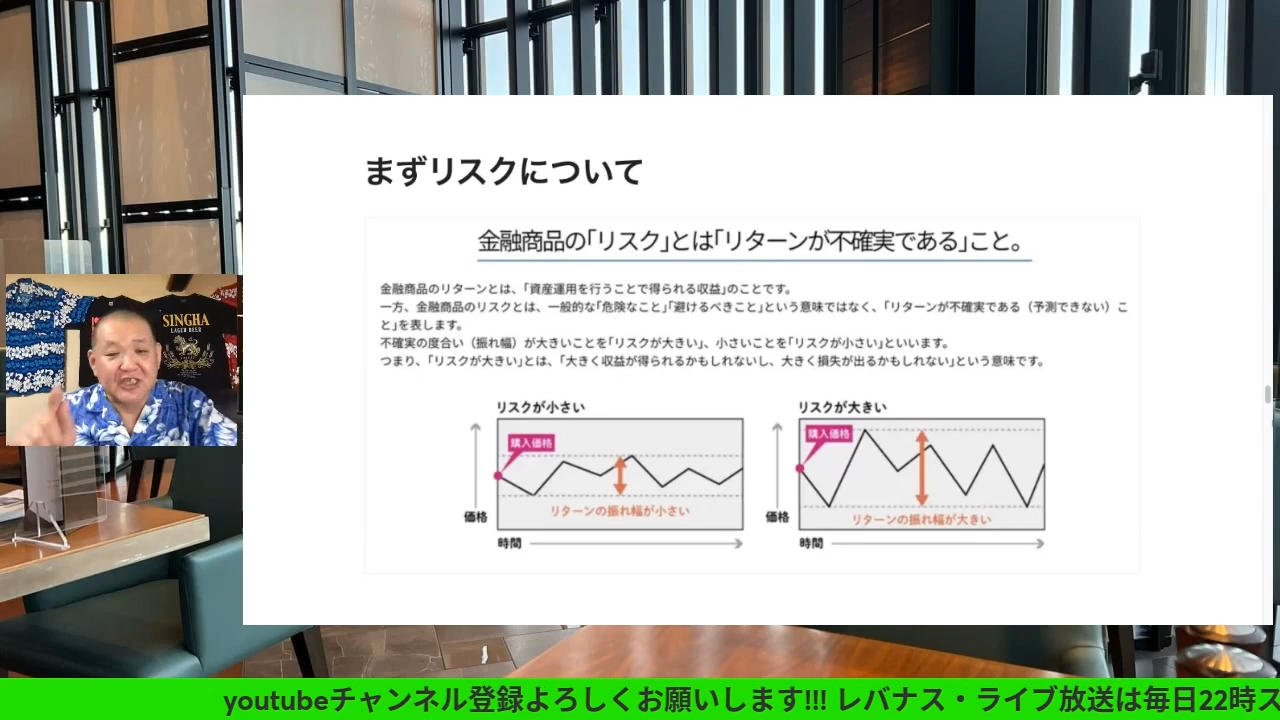 まずリスクについて
金融商品の「リスク」とは「リターンが不確実である」こと。
金融商品のリターンとは、「資産運用を行うことで得られる収益」のことです。
一方、金融商品のリスクとは、一般的な「危険なこと」「避けるべきこと」という意味ではなく、「リターンが不確実である（予測できない）こ
と」を表します。
不確実の度合い（振れ幅）が大きいことを「リスクが大きい」、小さいことを「リスクが小さい」といいます。
つまり、「リスクが大きい」とは、「大きく収益が得られるかもしれないし、大きく損失が出るかもしれない」という意味です。
リスクが小さい
購入価格
リターンの振れ幅が小さい
価格
時間
リスクが大きい
購入価格
リターンの振れ幅が大きい
価格
時間
SINGHA
LAGER BEER
youtubeチャンネル登録よろしくお願いします!!! レバナス・ライブ放送は毎日22時ス